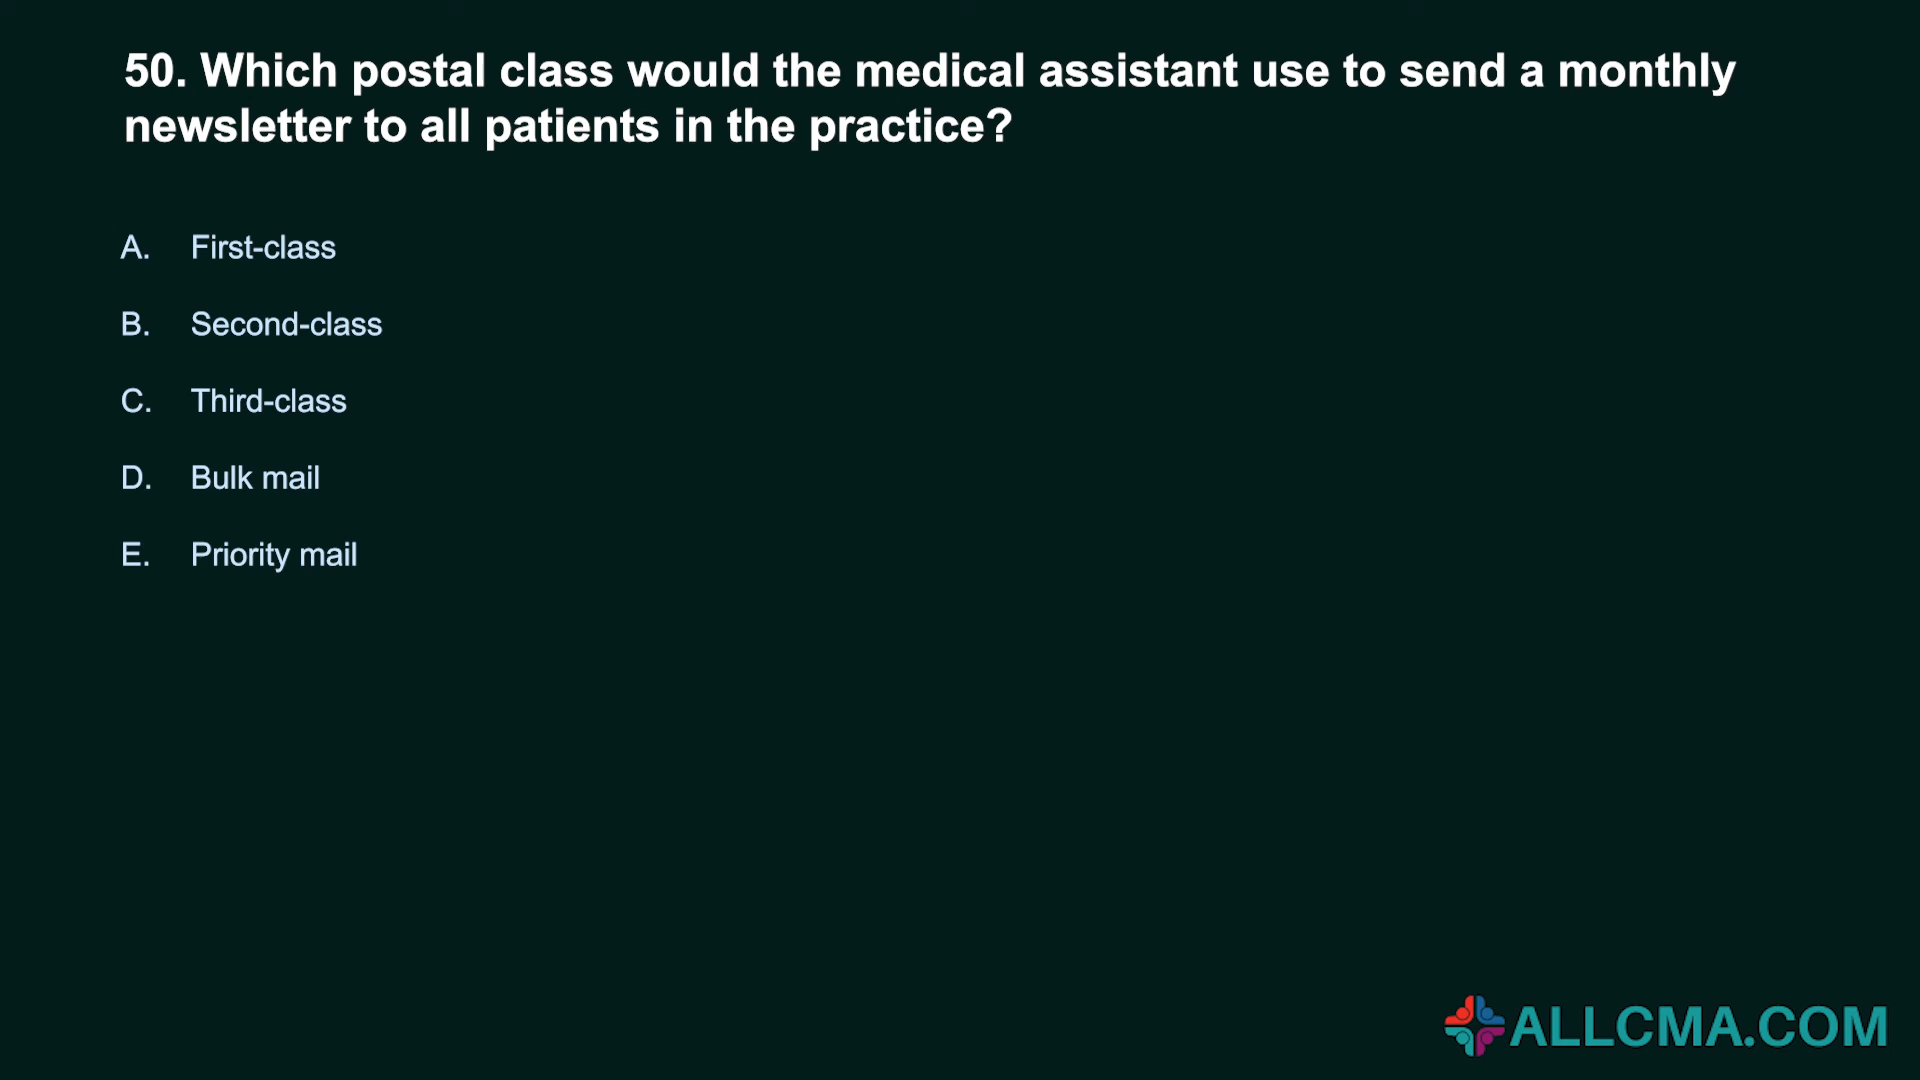 50. Which postal class would the medical assistant use to send a monthly
newsletter to all patients in the practice?
A. First-class
B. Second-class
C. Third-class
D. Bulk mail
E. Priority mail
ALLCMA.COM